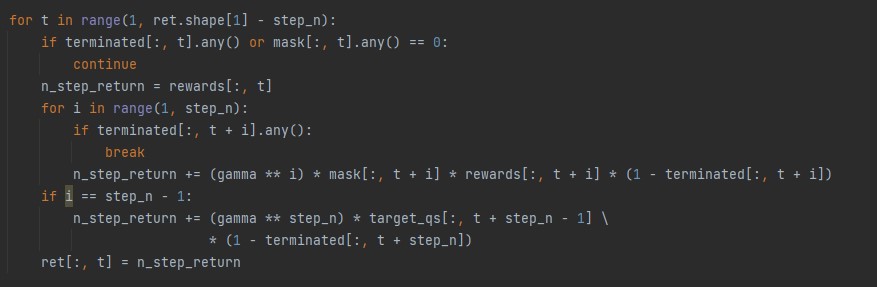 for t in range(1, ret.shape[1] - step_n):
    if terminated[:, t].any() or mask[:, t].any() == 0:
        continue
    n_step_return = rewards[:, t]
    for i in range(1, step_n):
        if terminated[:, t + i].any():
            break
        n_step_return += (gamma ** i) * mask[:, t + i] * rewards[:, t + i] * (1 - terminated[:, t + i])
    if i == step_n - 1:
        n_step_return += (gamma ** step_n) * target_qs[:, t + step_n - 1] \
                         * (1 - terminated[:, t + step_n])
    ret[:, t] = n_step_return